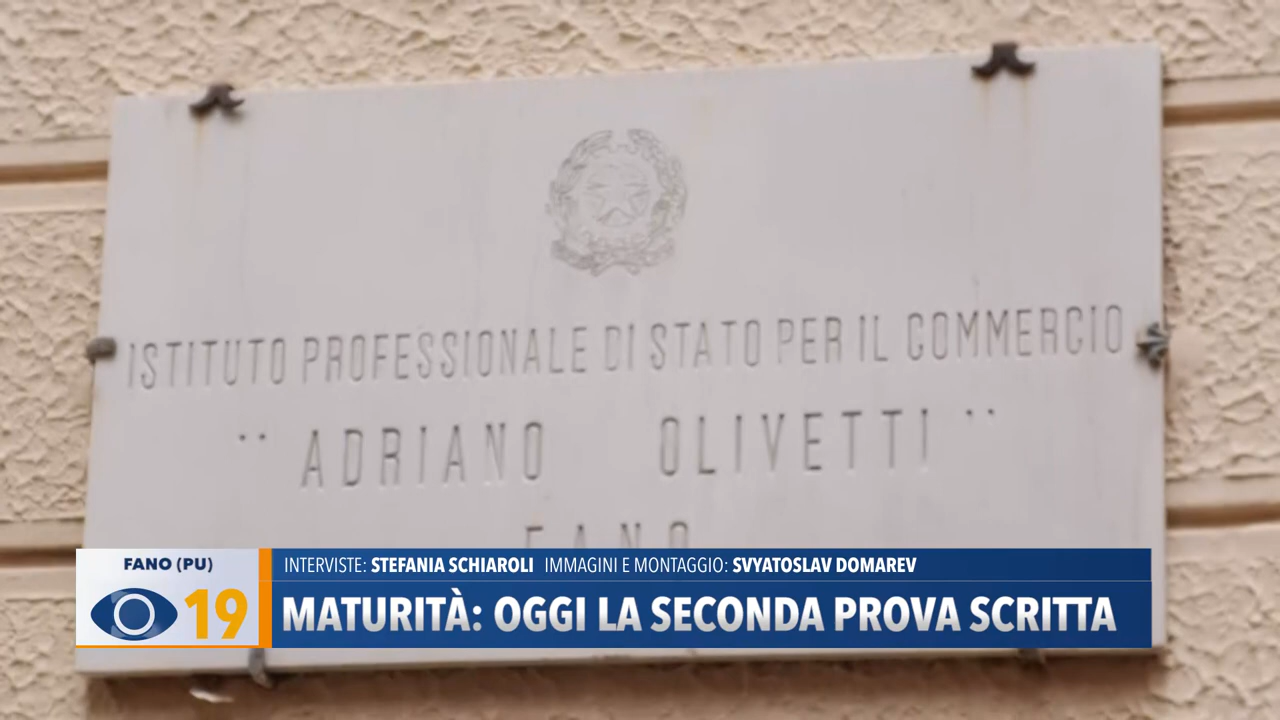 ISTITUTO PROFESSIONALE DI STATO PER IL COMMERCIO
"ADRIANO OLIVETTI"
FANO
FANO (PU)
19
INTERVISTE: STEFANIA SCHIAROLI IMMAGINI E MONTAGGIO: SVYATOSLAV DOMAREV
MATURITÀ: OGGI LA SECONDA PROVA SCRITTA